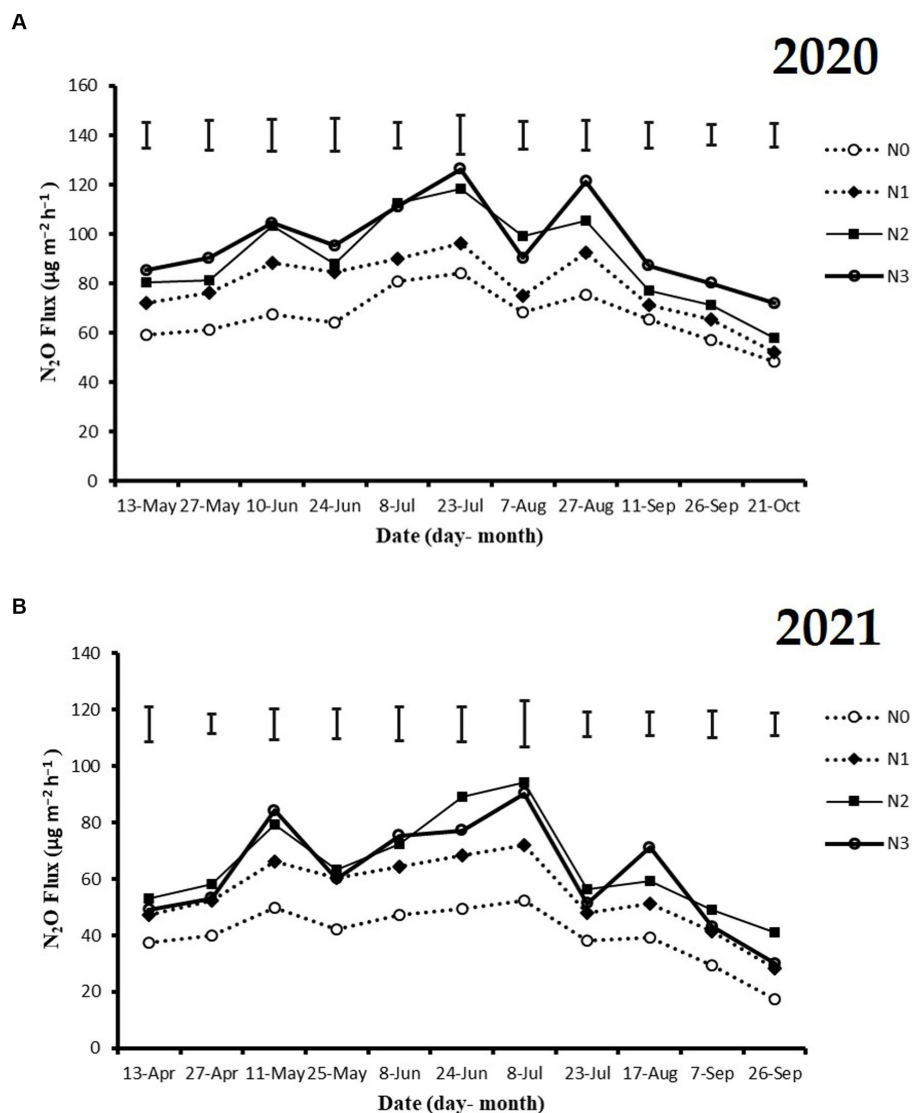 A
2020
160
140
120
100
80
60
40
20
0
N₂O Flux (µg m⁻² h⁻¹ )
N0
N1
N2
N3
13-May 27-May 10-Jun 24-Jun 8-Jul 23-Jul 7-Aug 27-Aug 11-Sep 26-Sep 21-Oct
Date (day- month)
B
2021
140
120
100
80
60
40
20
0
N₂O Flux (µg m⁻² h⁻¹ )
N0
N1
N2
N3
13-Apr 27-Apr 11-May 25-May 8-Jun 24-Jun 8-Jul 23-Jul 17-Aug 7-Sep 26-Sep
Date (day- month)